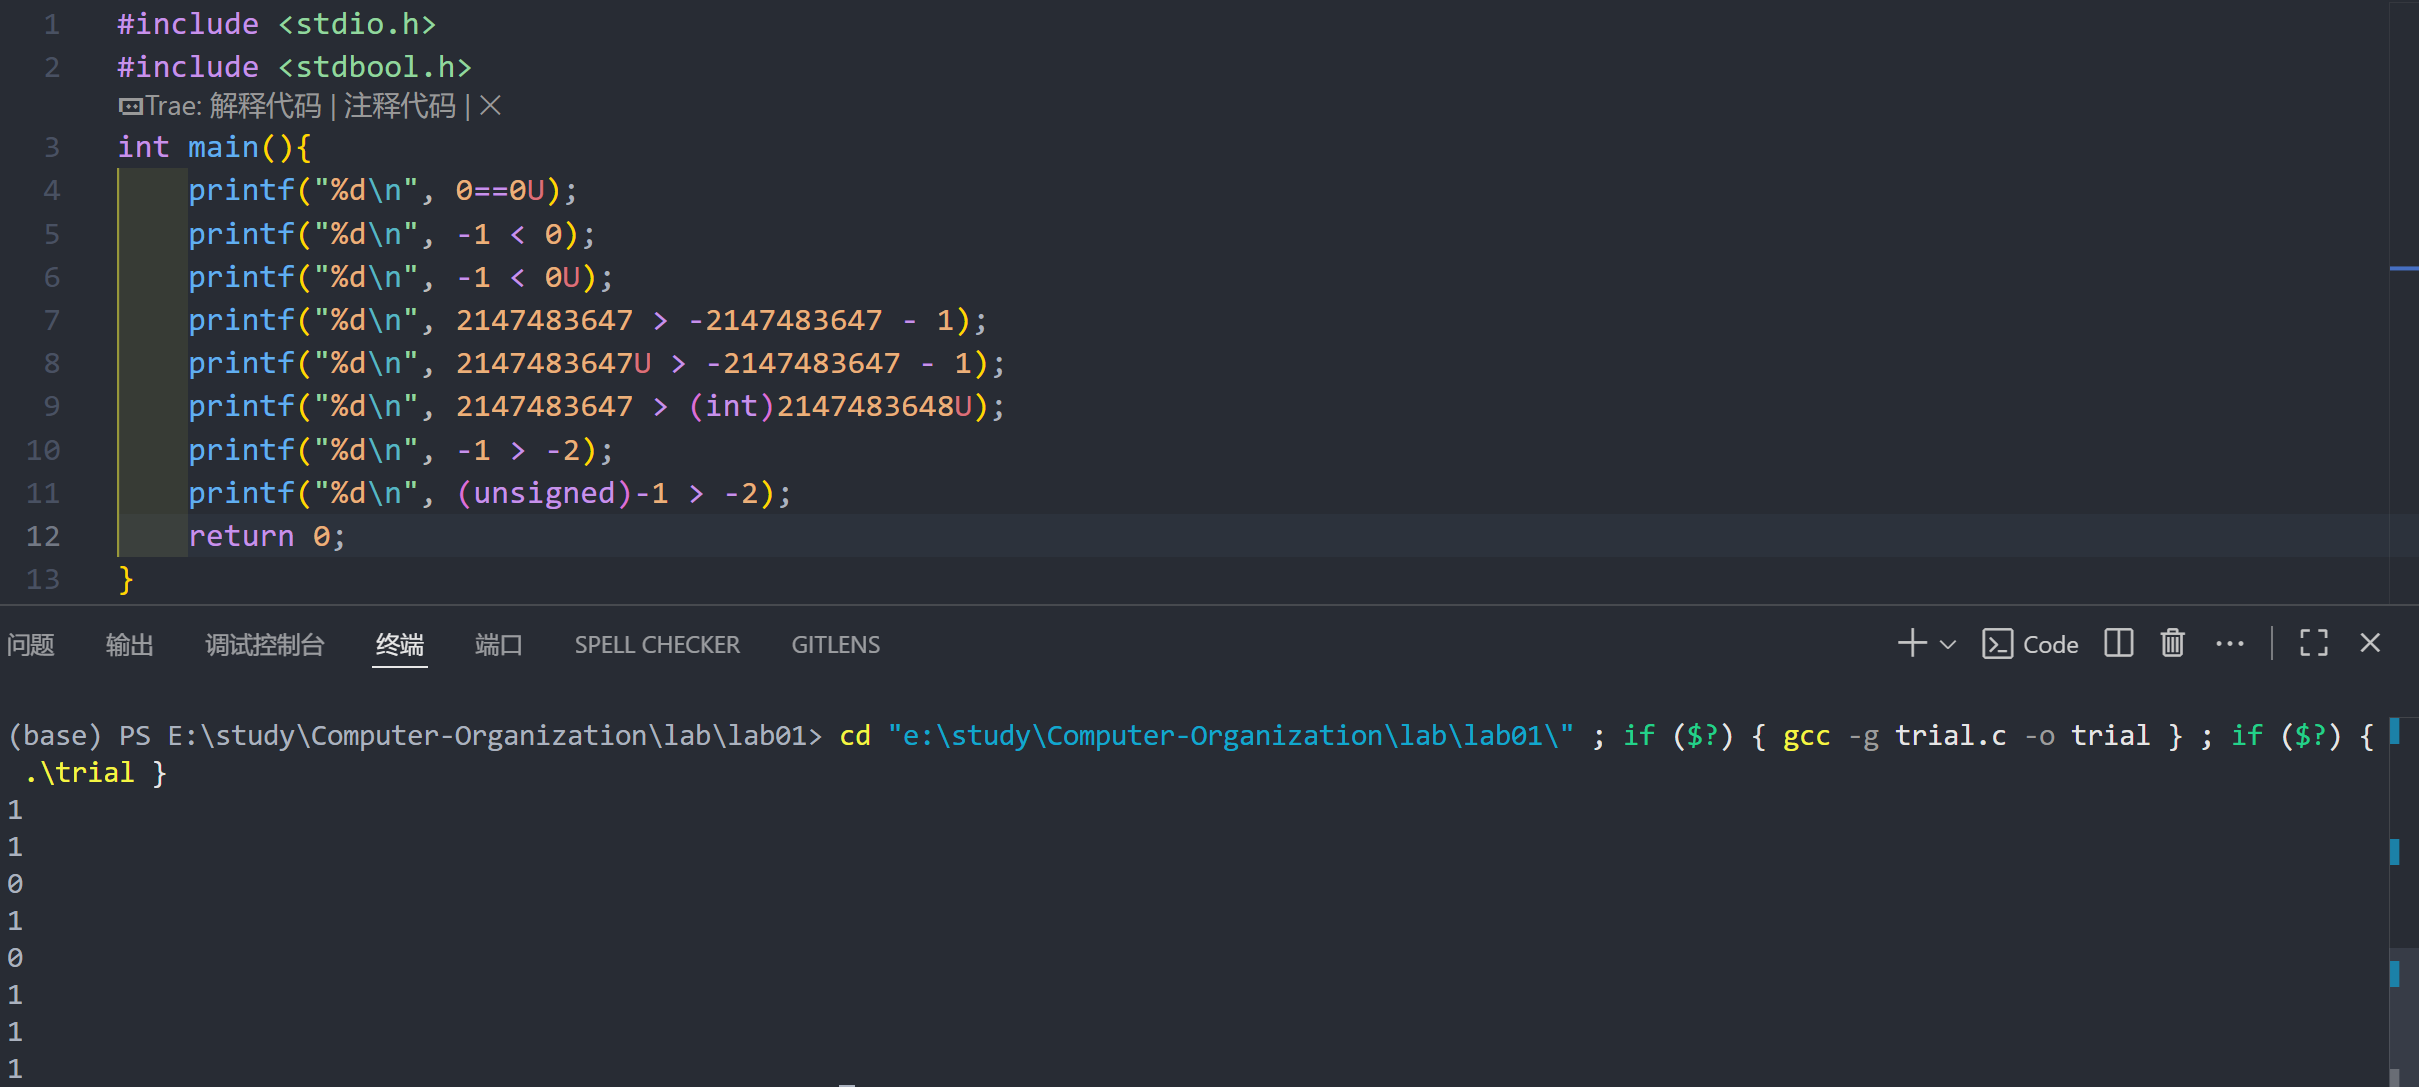 1 #include <stdio.h>
2 #include <stdbool.h>
Trae: 解释代码 | 注释代码 | ×
3 int main(){
4 printf("%d\n", 0==0U);
5 printf("%d\n", -1 < 0);
6 printf("%d\n", -1 < 0U);
7 printf("%d\n", 2147483647 > -2147483647 - 1);
8 printf("%d\n", 2147483647U > -2147483647 - 1);
9 printf("%d\n", 2147483647 > (int)2147483648U);
10 printf("%d\n", -1 > -2);
11 printf("%d\n", (unsigned)-1 > -2);
12 return 0;
13 }
问题 输出 调试控制台 终端 端口 SPELL CHECKER GITLENS Code
(base) PS E:\study\Computer-Organization\lab\lab01> cd "e:\study\Computer-Organization\lab\lab01\" ; if ($?) { gcc -g trial.c -o trial } ; if ($?) {
.\trial }
1
1
0
1
0
1
1
1